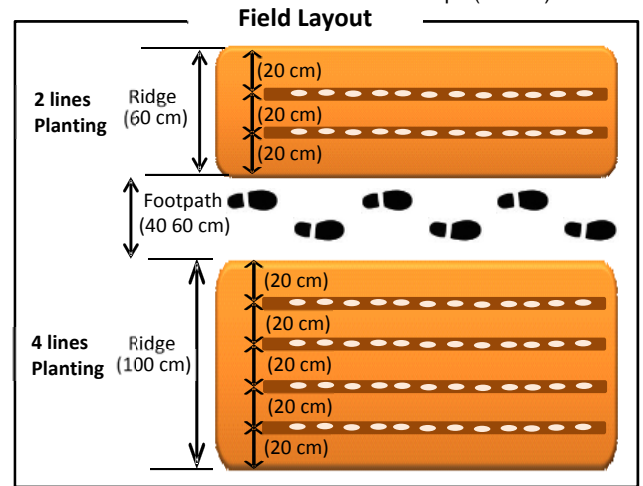 Field Layout
2 lines
Planting
Ridge
(60 cm)
(20 cm)
(20 cm)
(20 cm)
Footpath
(40 60 cm)
4 lines
Planting
Ridge
(100 cm)
(20 cm)
(20 cm)
(20 cm)
(20 cm)
(20 cm)